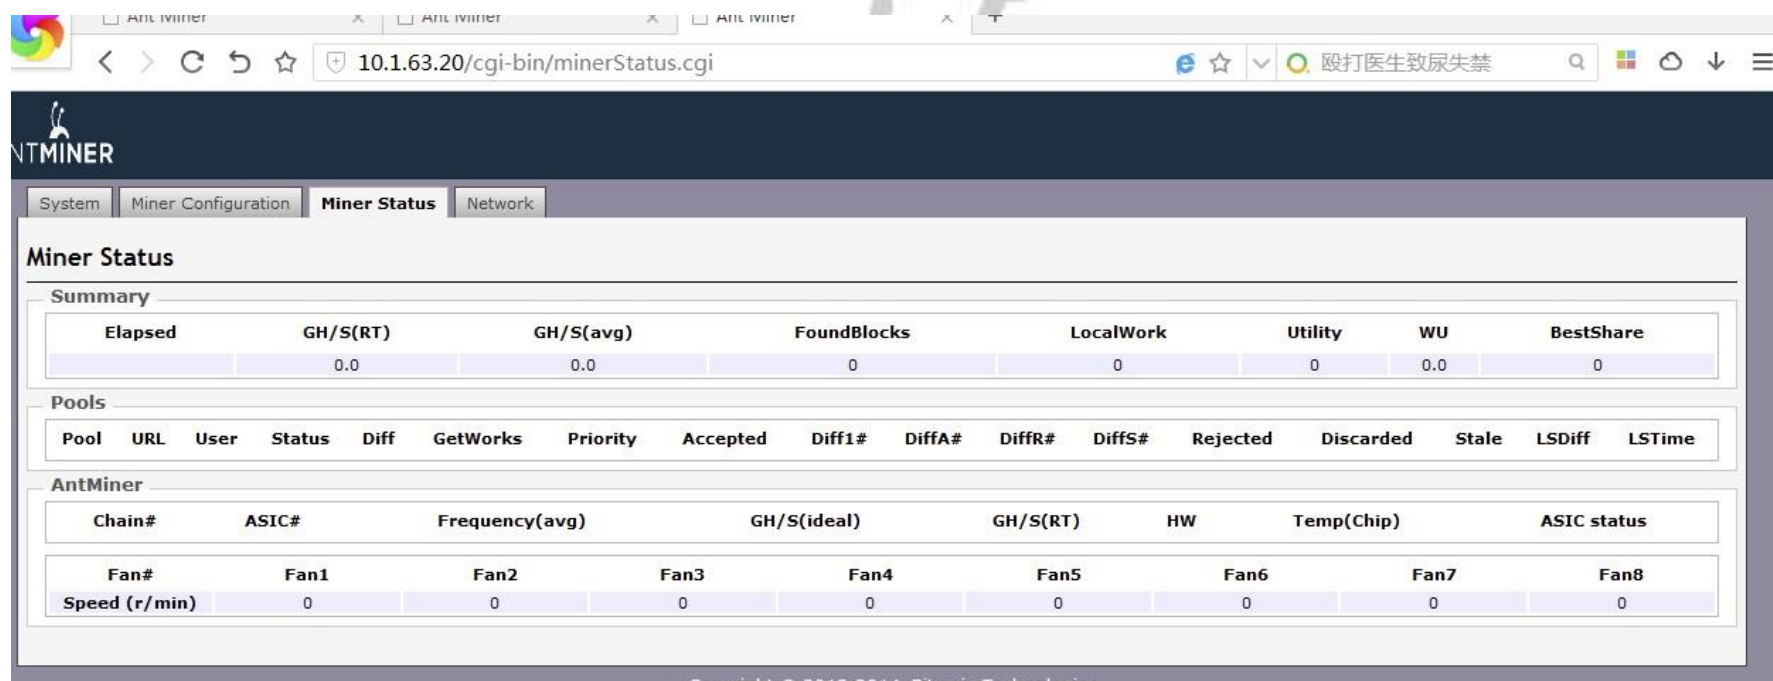 Ant Miner Ant Miner Ant Miner
10.1.63.20/cgi-bin/minerStatus.cgi 殴打医生致尿失禁
NTMINER
System Miner Configuration Miner Status Network
Miner Status
Summary
Elapsed GH/S(RT) GH/S(avg) FoundBlocks LocalWork Utility WU BestShare
0.0 0.0 0 0 0 0.0 0
Pools
Pool URL User Status Diff GetWorks Priority Accepted Diff1# DiffA# DiffR# DiffS# Rejected Discarded Stale LSDiff LSTime
AntMiner
Chain# ASIC# Frequency(avg) GH/S(ideal) GH/S(RT) HW Temp(Chip) ASIC status
Fan# Fan1 Fan2 Fan3 Fan4 Fan5 Fan6 Fan7 Fan8
Speed (r/min) 0 0 0 0 0 0 0 0